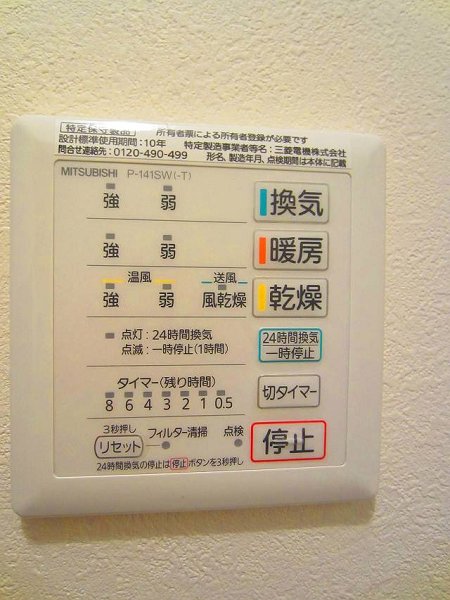 特定保守製品 所有者票による所有者登録が必要です
設計標準使用期間：10年 特定製造事業者等名：三菱電機株式会社
問合せ連絡先：0120-490-499 形名、製造年月、点検期間は本体に記載
MITSUBISHI P-141SW(-T)
強 弱 換気
強 弱 暖房
温風 送風
強 弱 風乾燥 乾燥
点灯：24時間換気
点滅：一時停止(1時間)
24時間換気
一時停止
タイマー(残り時間)
8 6 4 3 2 1 0.5
切タイマー
3秒押し
リセット フィルター清掃 点検
停止
24時間換気の停止は停止ボタンを3秒押し